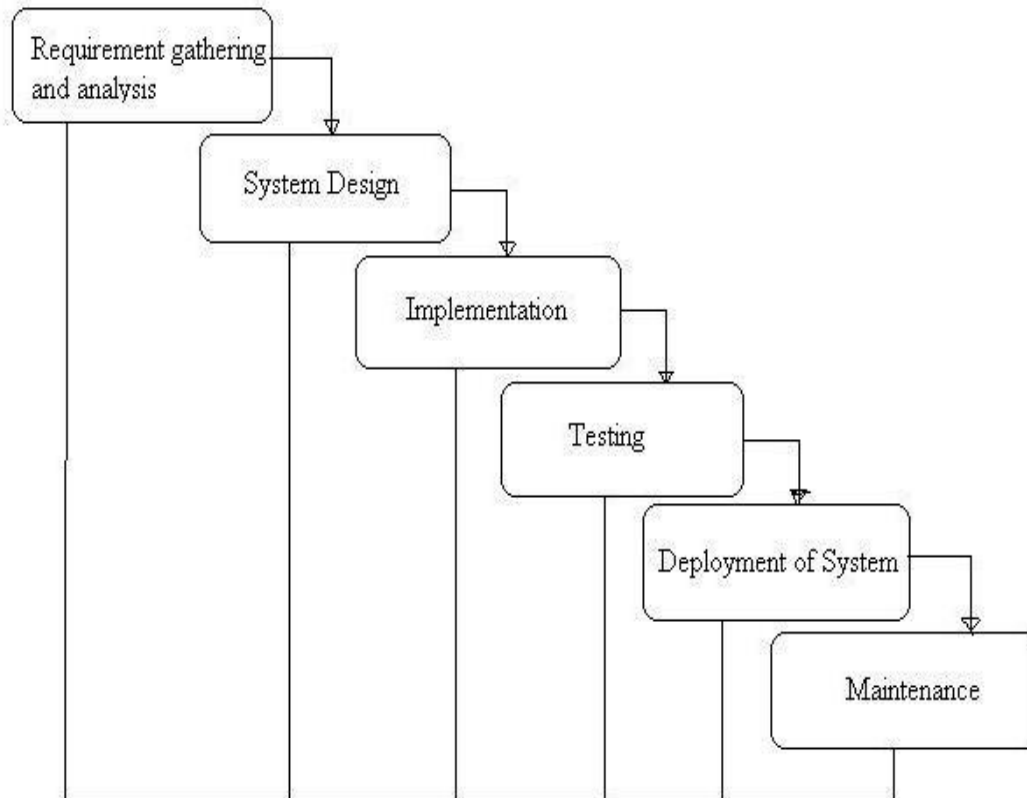 Requirement gathering
and analysis
System Design
Implementation
Testing
Deployment of System
Maintenance